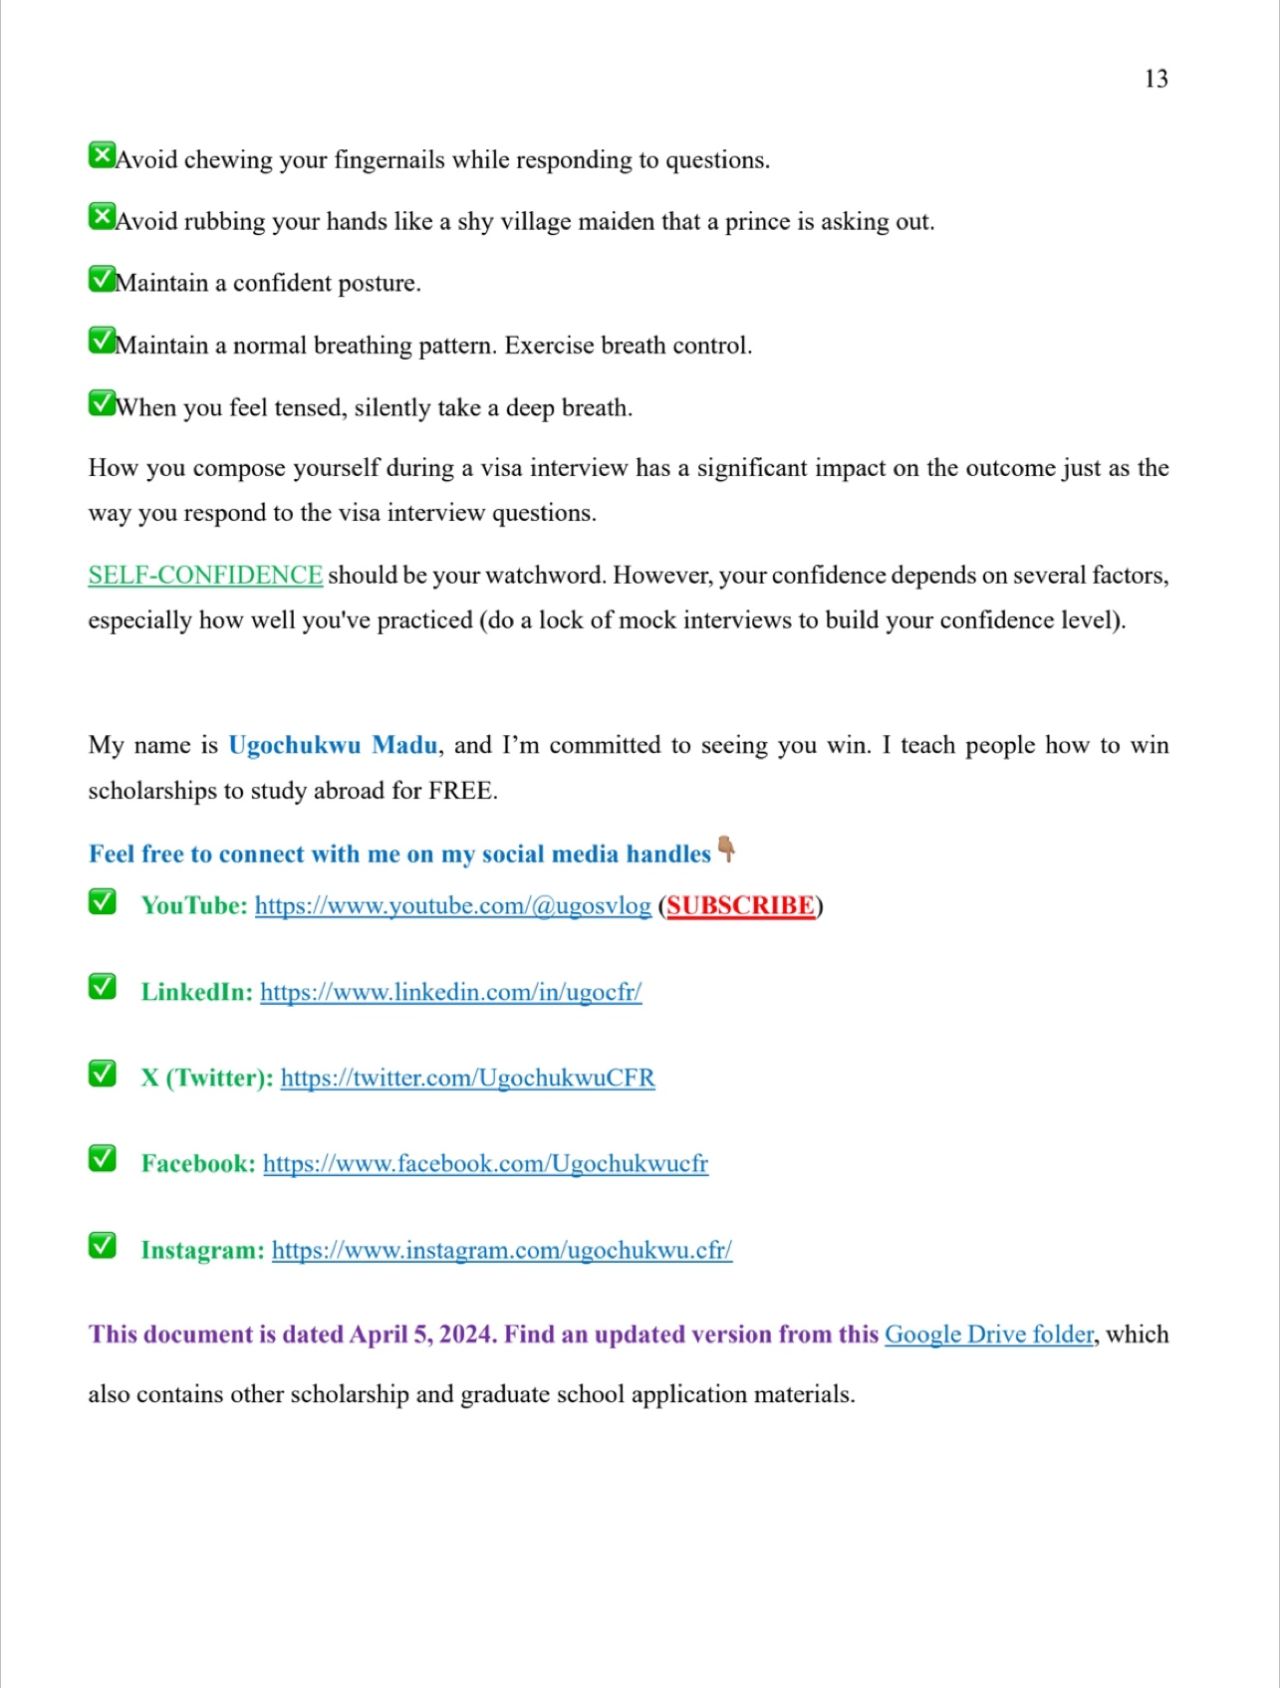 13
❎Avoid chewing your fingernails while responding to questions.
❎Avoid rubbing your hands like a shy village maiden that a prince is asking out.
✅Maintain a confident posture.
✅Maintain a normal breathing pattern. Exercise breath control.
✅When you feel tensed, silently take a deep breath.
How you compose yourself during a visa interview has a significant impact on the outcome just as the
way you respond to the visa interview questions.
SELF-CONFIDENCE should be your watchword. However, your confidence depends on several factors,
especially how well you've practiced (do a lock of mock interviews to build your confidence level).
My name is Ugochukwu Madu, and I’m committed to seeing you win. I teach people how to win
scholarships to study abroad for FREE.
Feel free to connect with me on my social media handles👇🏽
✅ YouTube: https://www.youtube.com/@ugosvlog (SUBSCRIBE)
✅ LinkedIn: https://www.linkedin.com/in/ugocfr/
✅ X (Twitter): https://twitter.com/UgochukwuCFR
✅ Facebook: https://www.facebook.com/Ugochukwucfr
✅ Instagram: https://www.instagram.com/ugochukwu.cfr/
This document is dated April 5, 2024. Find an updated version from this Google Drive folder, which
also contains other scholarship and graduate school application materials.